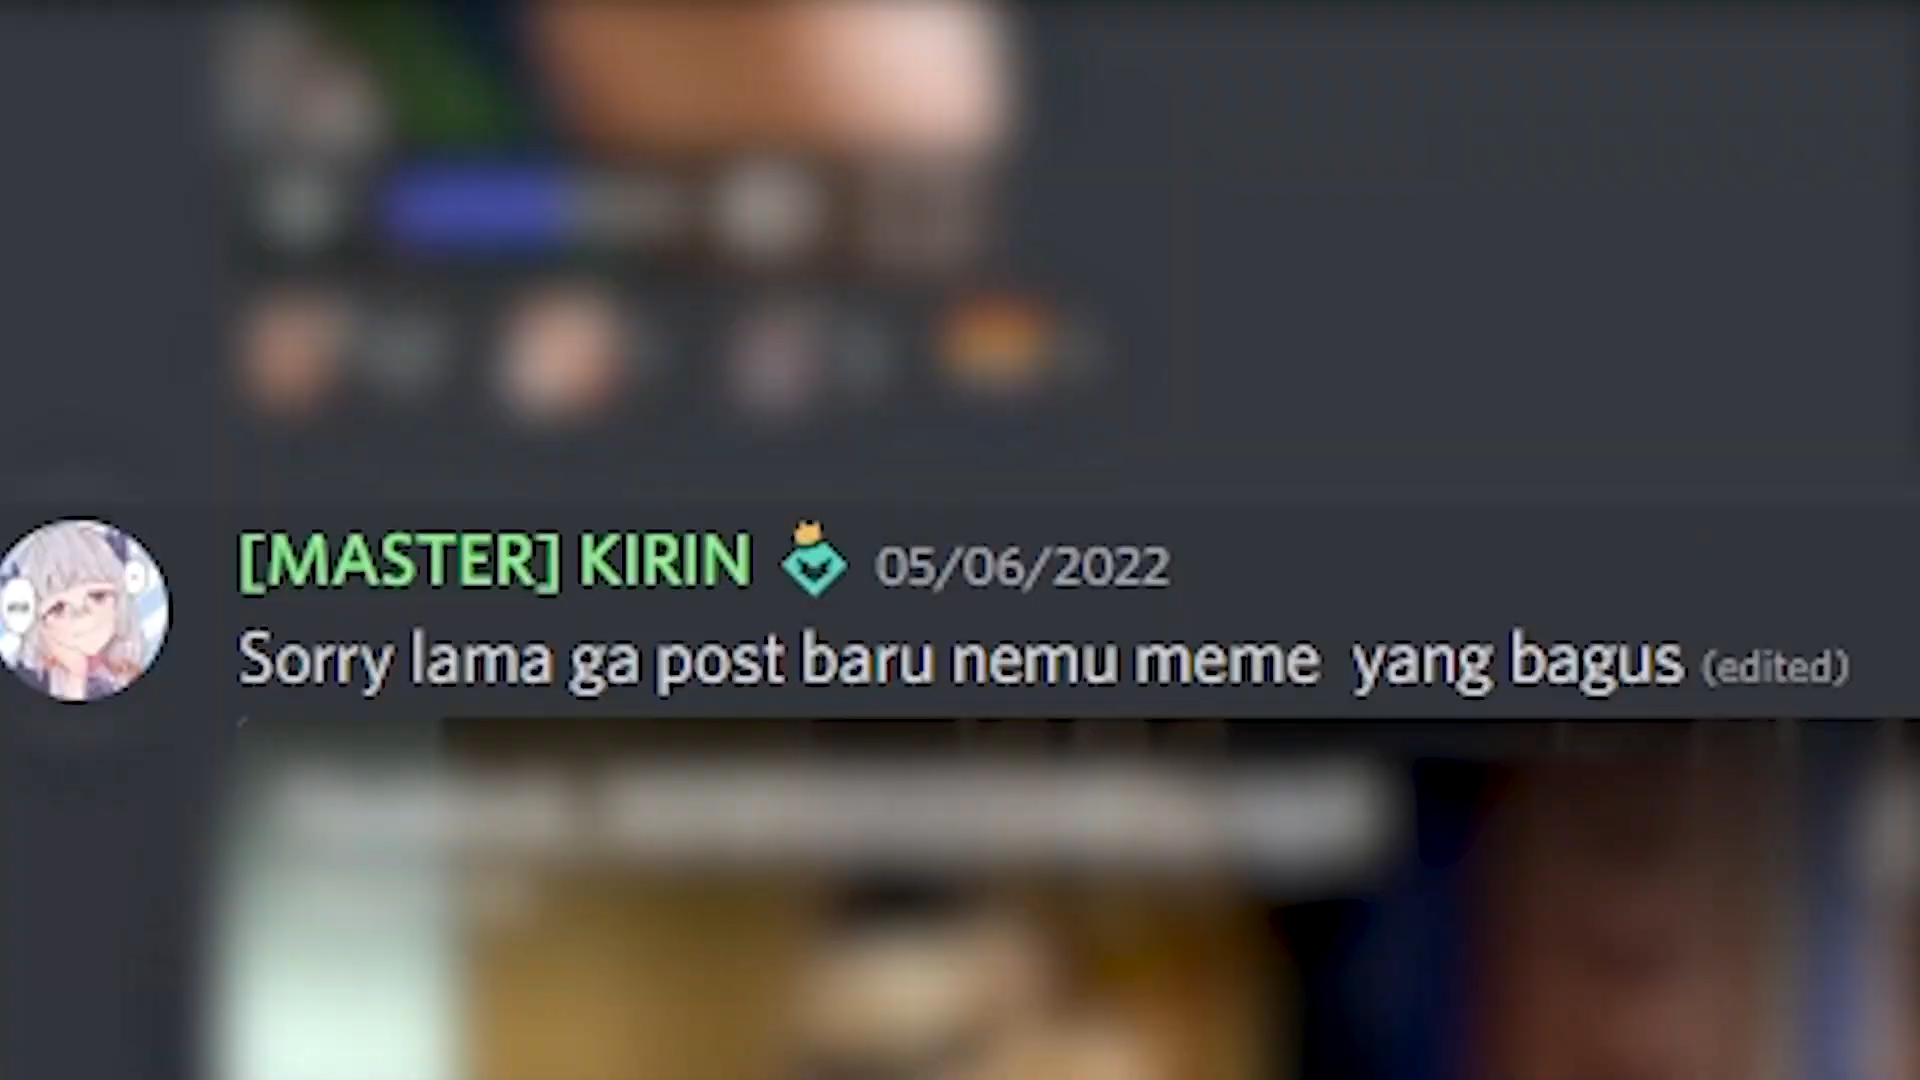 [MASTER] KIRIN 05/06/2022
Sorry lama ga post baru nemu meme  yang bagus (edited)